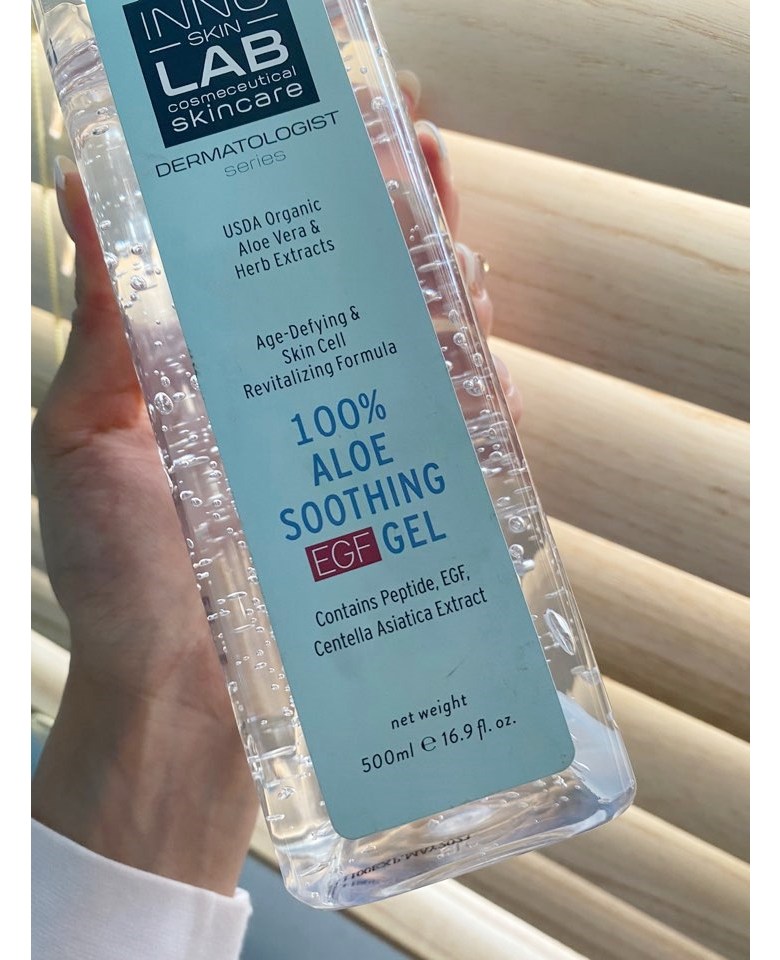 INNO
SKIN
LAB
cosmeceutical
skincare
DERMATOLOGIST
series
USDA Organic
Aloe Vera &
Herb Extracts
Age-Defying &
Skin Cell
Revitalizing Formula
100%
ALOE
SOOTHING
EGF GEL
Contains Peptide, EGF,
Centella Asiatica Extract
net weight
500ml ℮ 16.9 fl. oz.